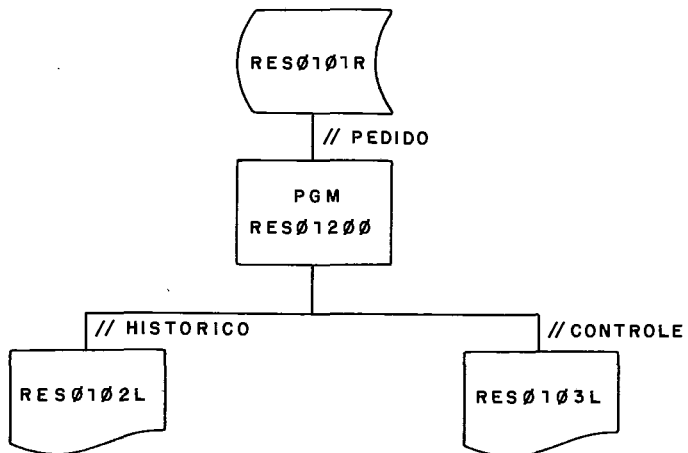 RESØ1Ø1R
// PEDIDO
PGM
RESØ12ØØ
// HISTORICO
// CONTROLE
RESØ1Ø2L
RESØ1Ø3L